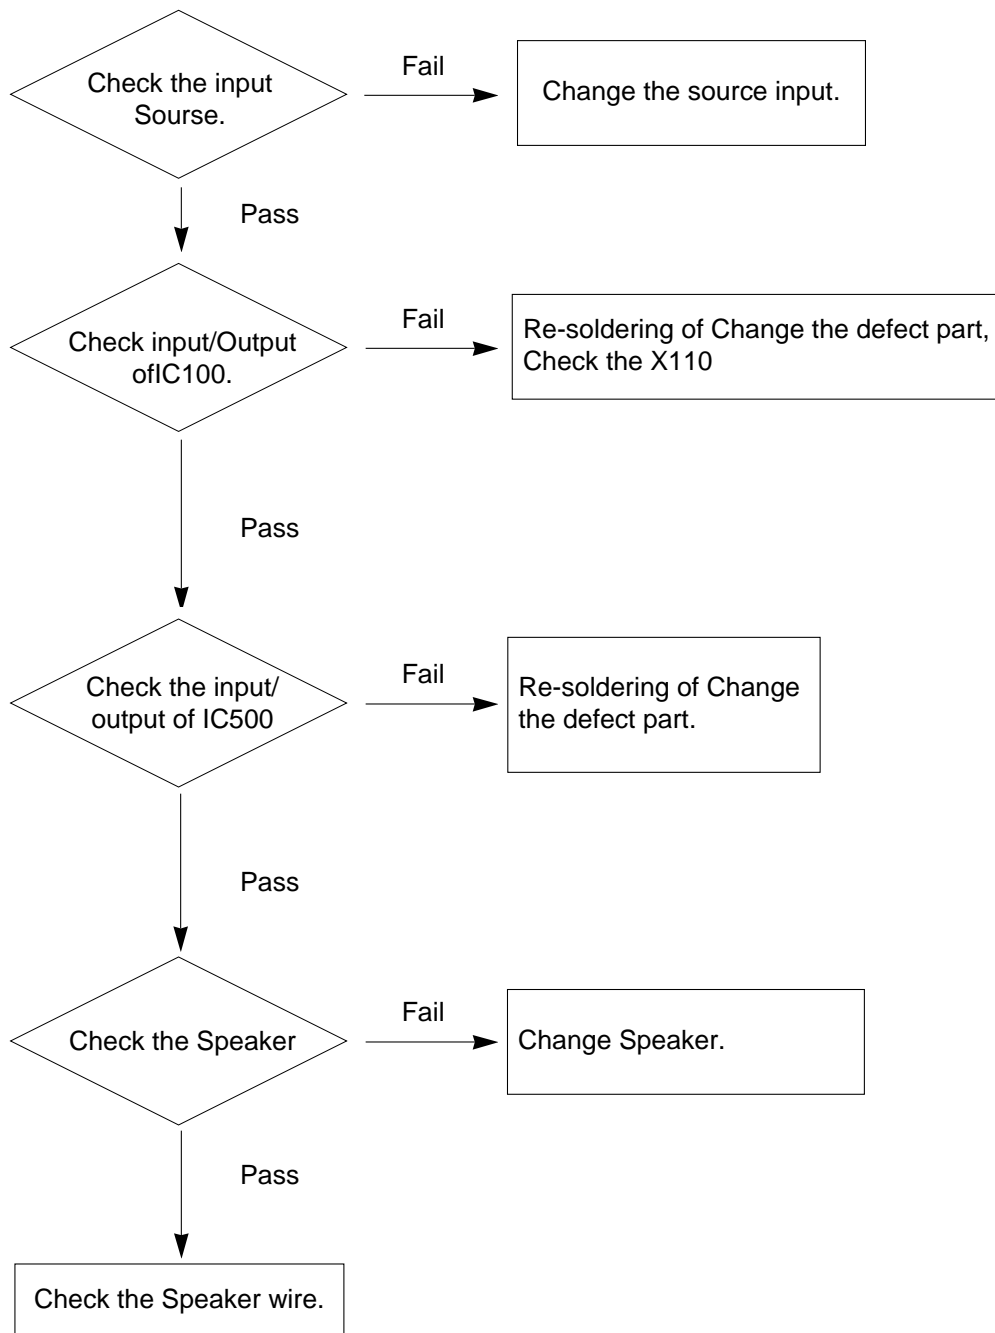 Check the input
Sourse.
Fail
Change the source input.
Pass
Check input/Output
ofIC100.
Fail
Re-soldering of Change the defect part,
Check the X110
Pass
Check the input/
output of IC500
Fail
Re-soldering of Change
the defect part.
Pass
Check the Speaker
Fail
Change Speaker.
Pass
Check the Speaker wire.